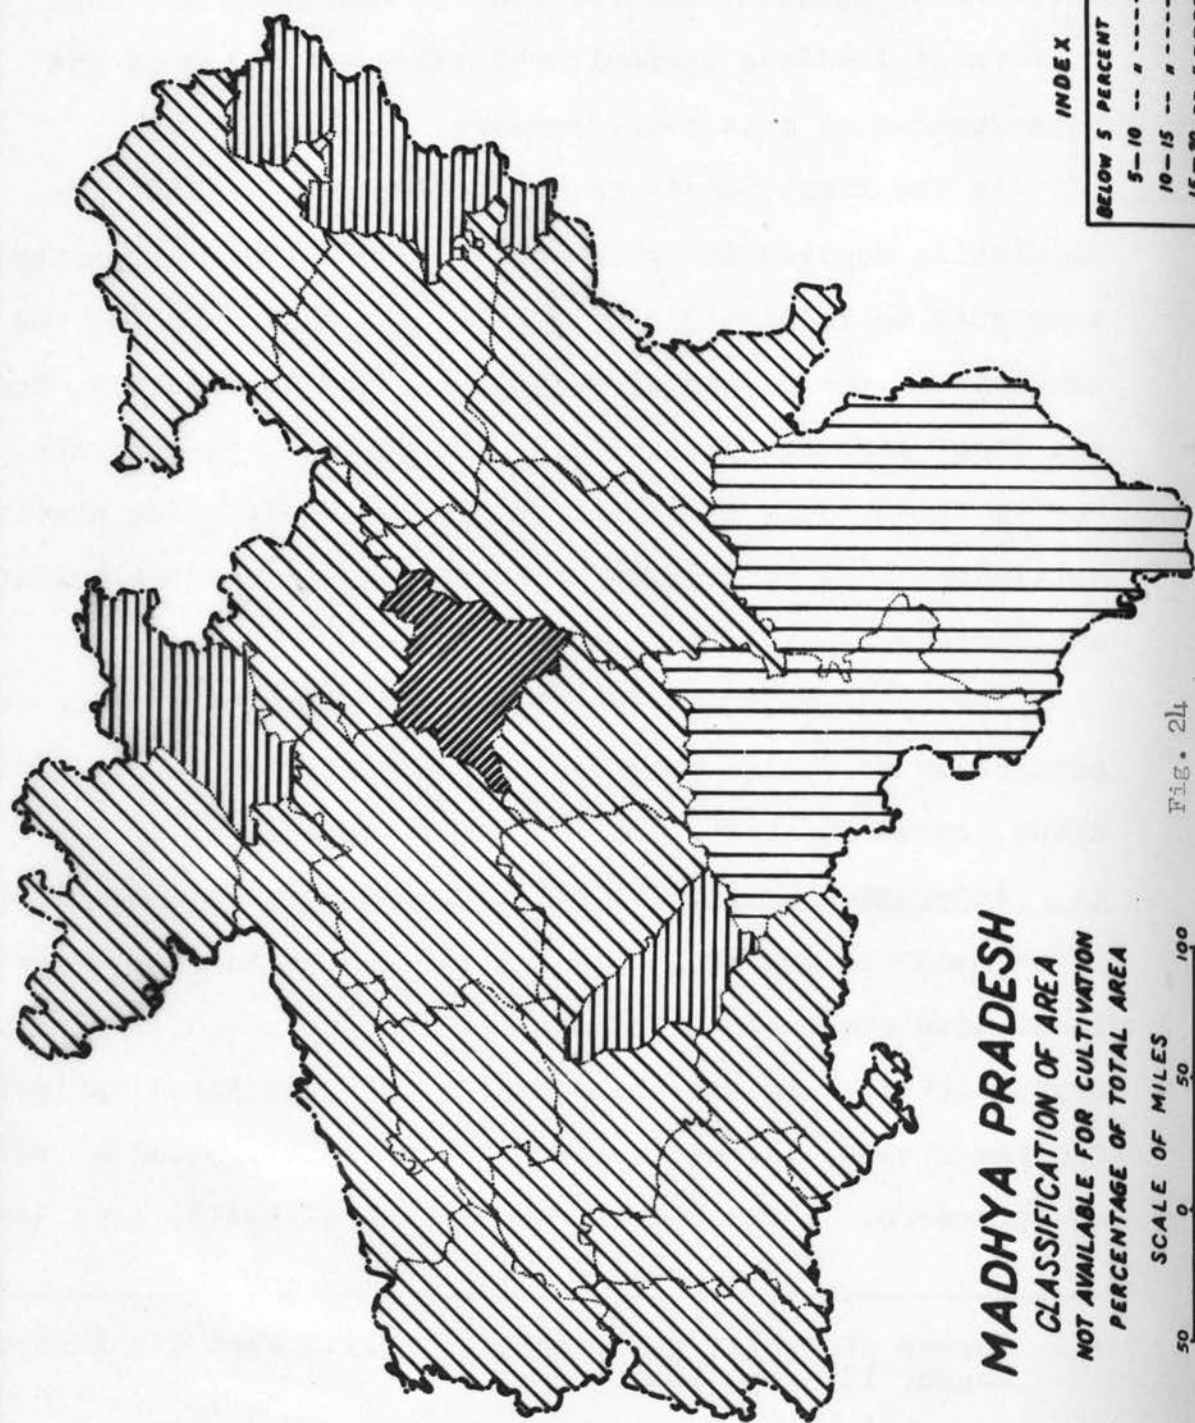 MADHYA PRADESH
CLASSIFICATION OF AREA
NOT AVAILABLE FOR CULTIVATION
PERCENTAGE OF TOTAL AREA
SCALE OF MILES
50 0 50 100
INDEX
BELOW 5 PERCENT
5–10 -- " ----
10–15 -- " ----
Fig. 24